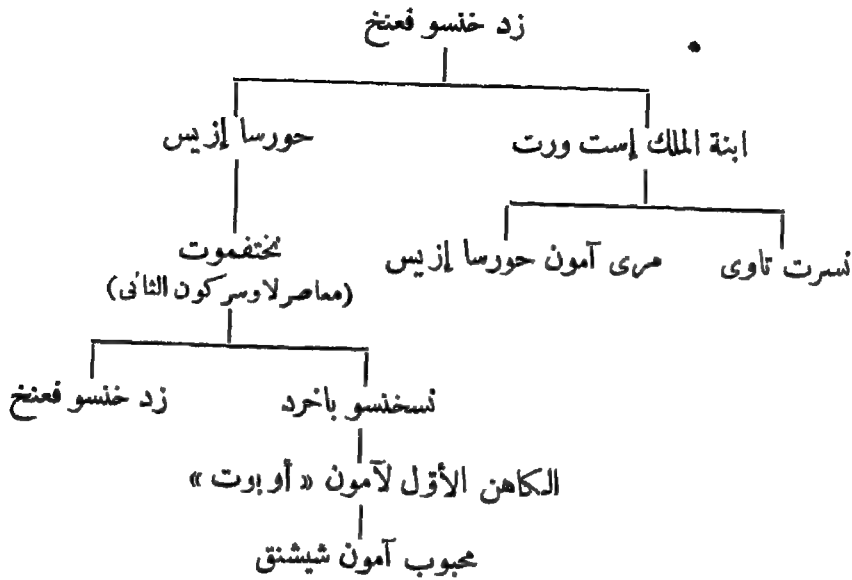 زد خنسو فعنخ
ابنة الملك إست ورت
حورسا إزيس
نسرت تاوى
مرى آمون حورسا إزيس
نختفموت
(معاصر لاوسركون الثانى)
نسخنسو باخرد
زد خنسو فعنخ
الكاهن الأول لآمون « أوبوت »
محبوب آمون شيشنق